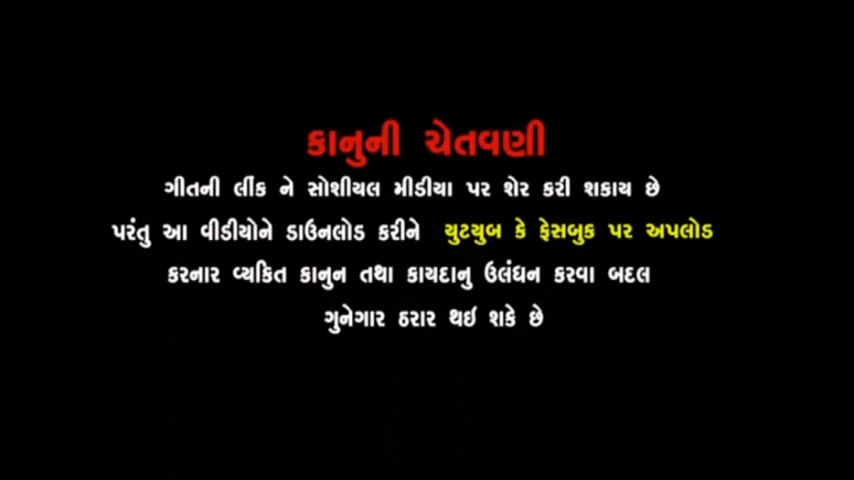 કાનુની ચેતવણી
ગીતની લીંક ને સોશીયલ મીડીયા પર શેર કરી શકાય છે
પરંતુ આ વીડીયોને ડાઉનલોડ કરીને યુટયુબ કે ફેસબુક પર અપલોડ
કરનાર વ્યકિત કાનુન તથા કાયદાનુ ઉલંઘન કરવા બદલ
ગુનેગાર ઠરાર થઇ શકે છે